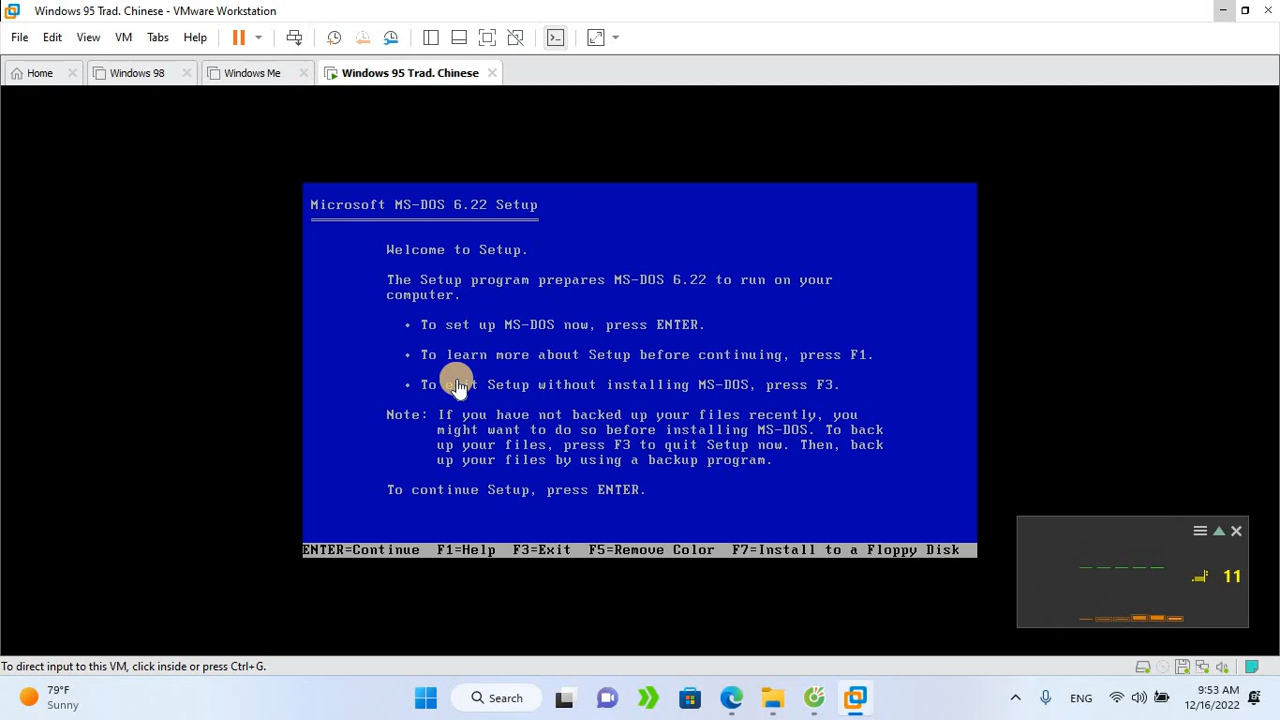 Windows 95 Trad. Chinese - VMware Workstation
File Edit View VM Tabs Help
Home Windows 98 Windows Me Windows 95 Trad. Chinese
Microsoft MS-DOS 6.22 Setup
Welcome to Setup.
The Setup program prepares MS-DOS 6.22 to run on your
computer.
• To set up MS-DOS now, press ENTER.
• To learn more about Setup before continuing, press F1.
• To exit Setup without installing MS-DOS, press F3.
Note: If you have not backed up your files recently, you
might want to do so before installing MS-DOS. To back
up your files, press F3 to quit Setup now. Then, back
up your files by using a backup program.
To continue Setup, press ENTER.
ENTER=Continue F1=Help F3=Exit F5=Remove Color F7=Install to a Floppy Disk
11
To direct input to this VM, click inside or press Ctrl+G.
79°F
Sunny
Search
ENG
9:53 AM
12/16/2022